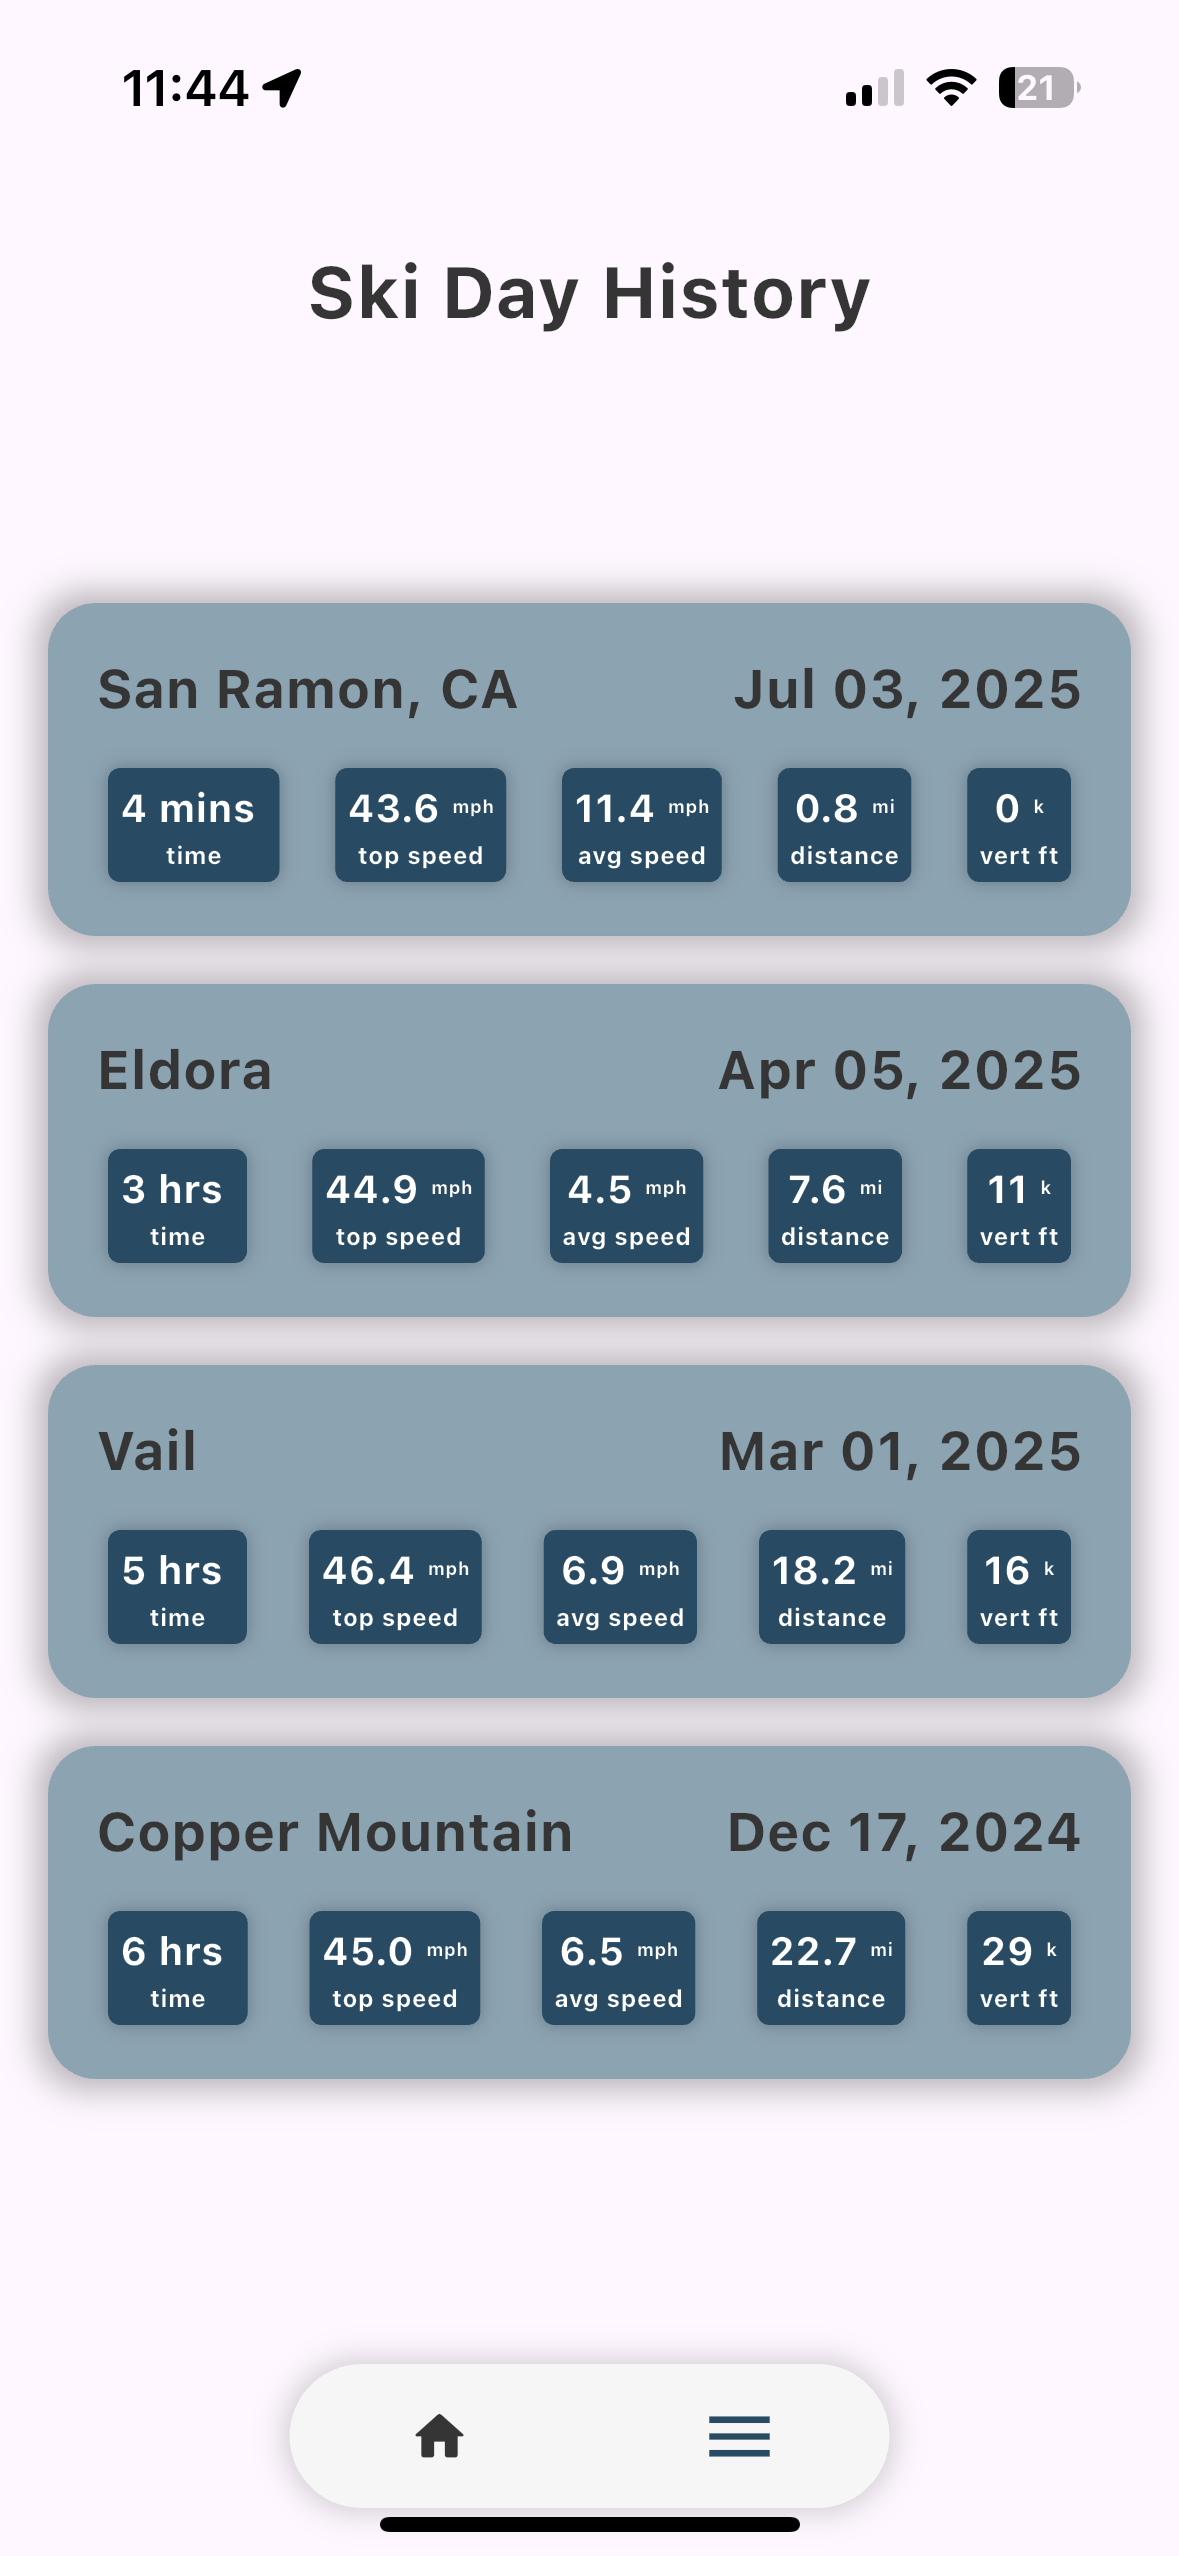 11:44
21
Ski Day History
San Ramon, CA Jul 03, 2025
4 mins 43.6 mph 11.4 mph 0.8 mi 0 k
time top speed avg speed distance vert ft
Eldora Apr 05, 2025
3 hrs 44.9 mph 4.5 mph 7.6 mi 11 k
time top speed avg speed distance vert ft
Vail Mar 01, 2025
5 hrs 46.4 mph 6.9 mph 18.2 mi 16 k
time top speed avg speed distance vert ft
Copper Mountain Dec 17, 2024
6 hrs 45.0 mph 6.5 mph 22.7 mi 29 k
time top speed avg speed distance vert ft